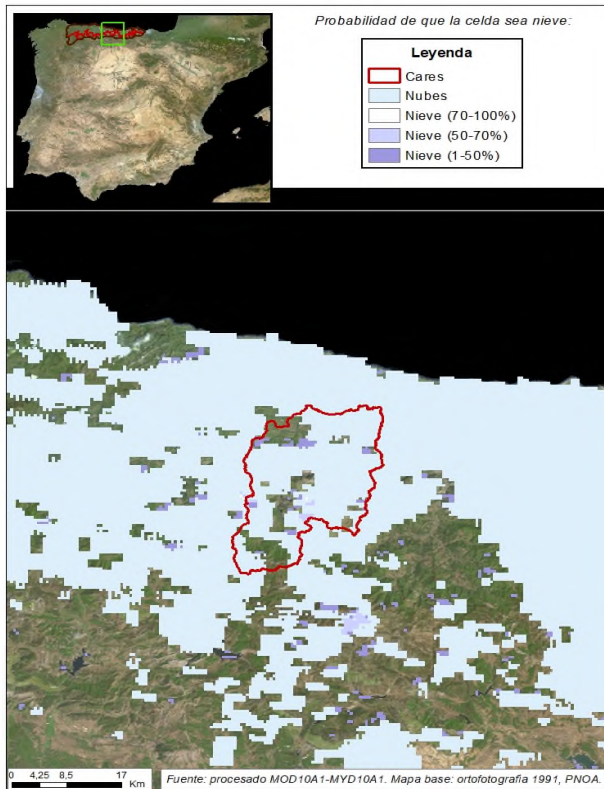 Probabilidad de que la celda sea nieve:
Leyenda
Cares
Nubes
Nieve (70-100%)
Nieve (50-70%)
Nieve (1-50%)
0 4,25 8,5 17
Km
Fuente: procesado MOD10A1-MYD10A1. Mapa base: ortofotografia 1991, PNOA.